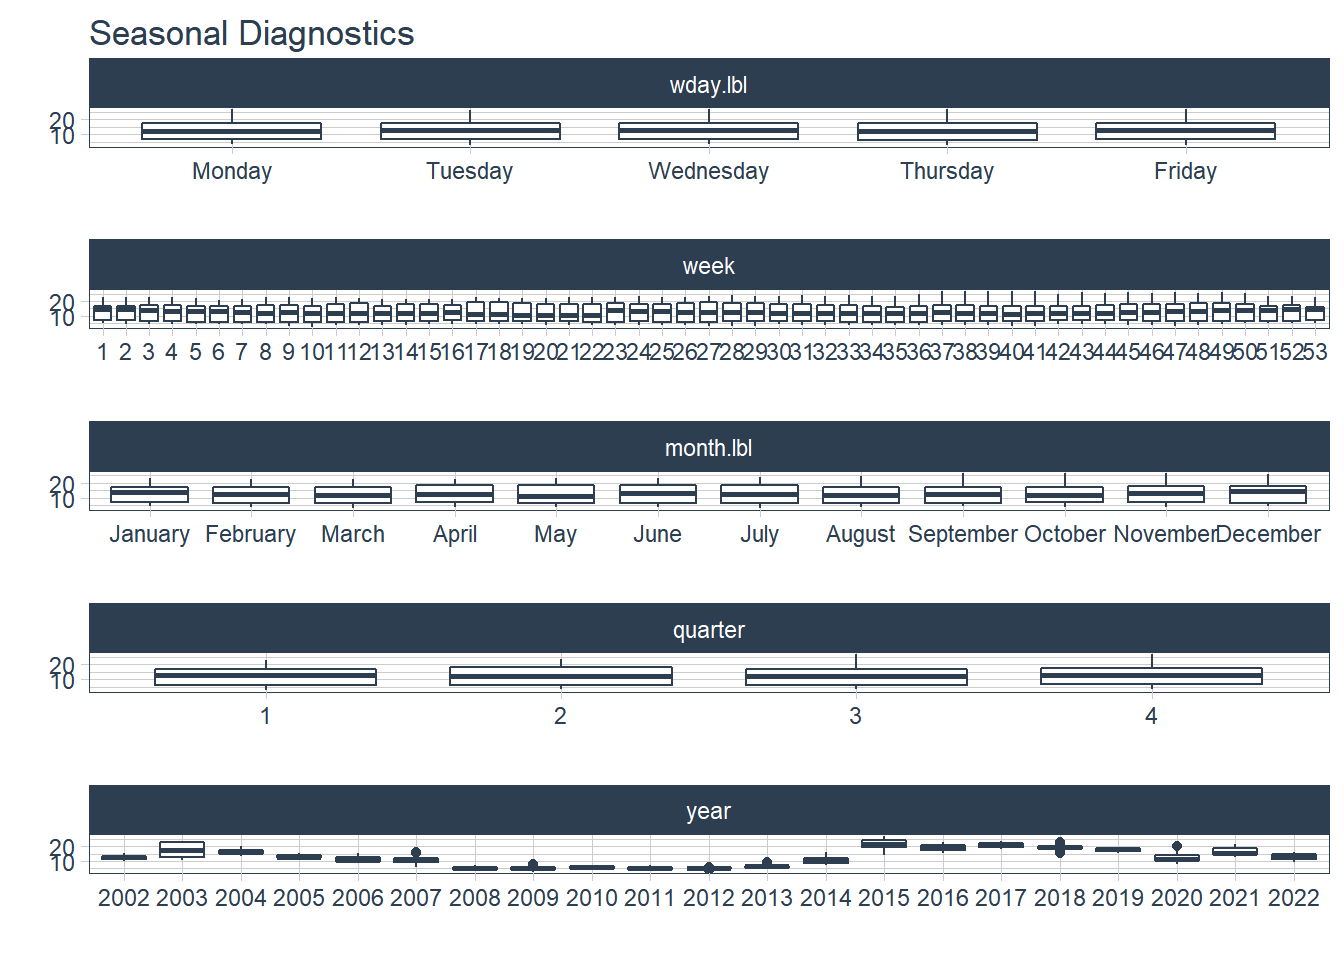 Seasonal Diagnostics
wday.lbl
20
10
Monday Tuesday Wednesday Thursday Friday
week
20
10
1 2 3 4 5 6 7 8 9 10 11 12 13 14 15 16 17 18 19 20 21 22 23 24 25 26 27 28 29 30 31 32 33 34 35 36 37 38 39 40 41 42 43 44 45 46 47 48 49 50 51 52 53
month.lbl
20
10
January February March April May June July August September October November December
quarter
20
10
1 2 3 4
year
20
10
2002 2003 2004 2005 2006 2007 2008 2009 2010 2011 2012 2013 2014 2015 2016 2017 2018 2019 2020 2021 2022